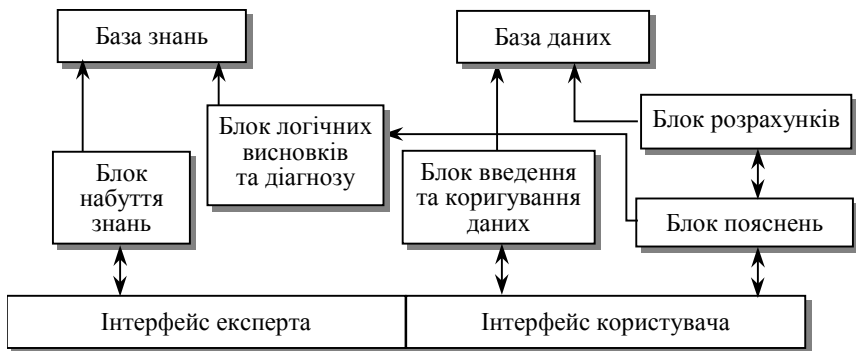 База знань
База даних
Блок логічних
висновків
та діагнозу
Блок розрахунків
Блок
набуття
знань
Блок введення
та коригування
даних
Блок пояснень
Інтерфейс експерта
Інтерфейс користувача